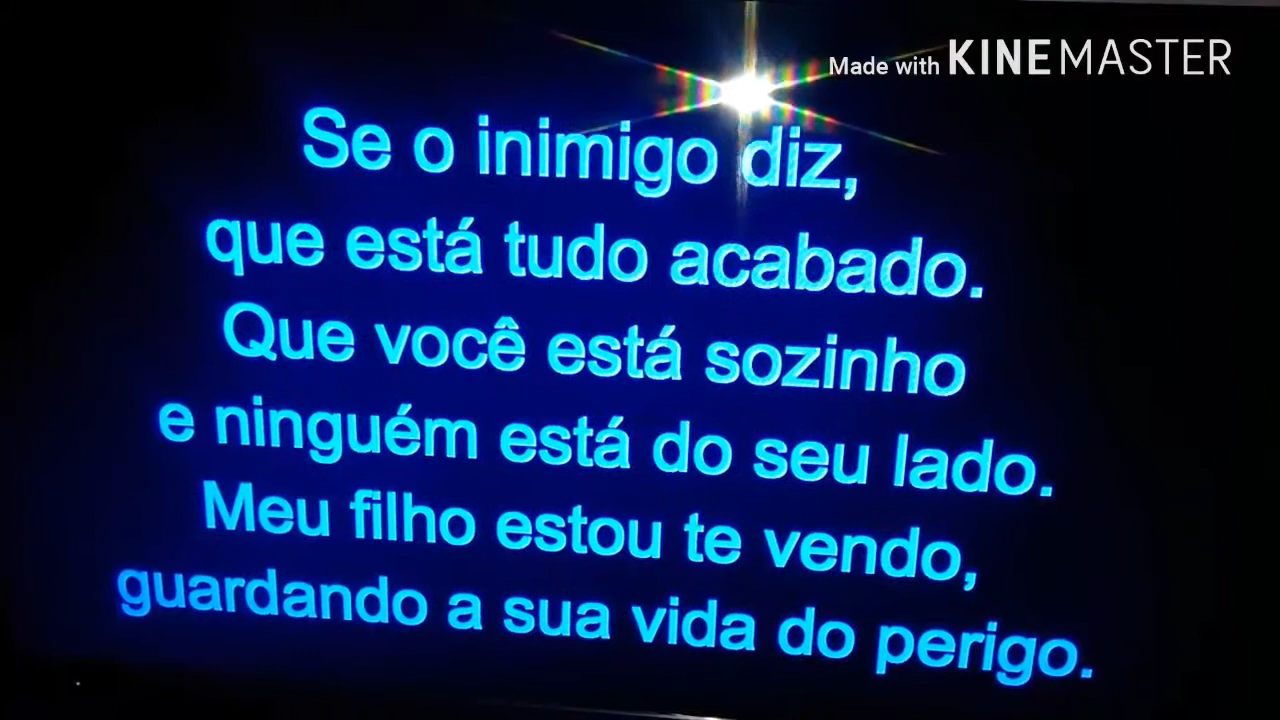 Made with KINEMASTER
Se o inimigo diz,
que está tudo acabado.
Que você está sozinho
e ninguém está do seu lado.
Meu filho estou te vendo,
guardando a sua vida do perigo.